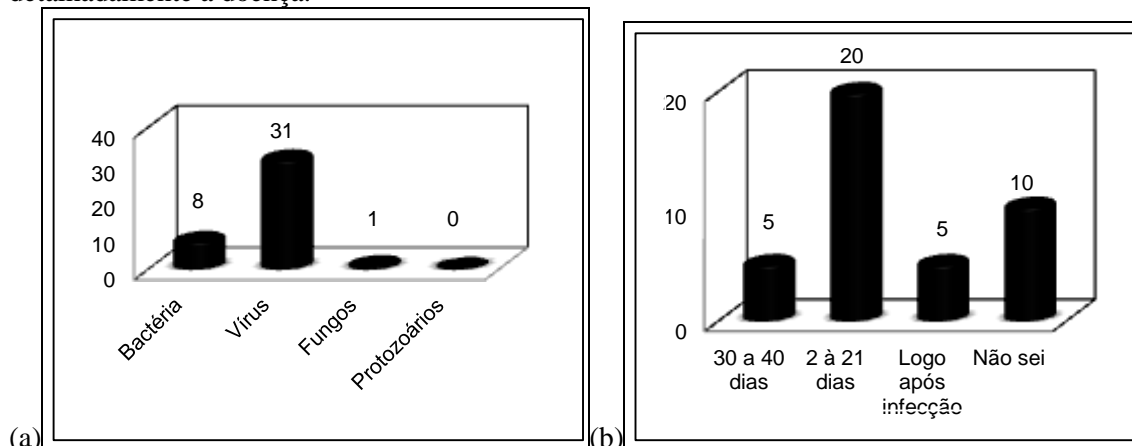 detalhadamente a doença.
40
30
20
10
0
8
31
1
0
Bactéria
Vírus
Fungos
Protozoários
(a)
20
10
0
5
20
5
10
30 a 40
dias
2 à 21
dias
Logo
após
infecção
Não sei
(b)